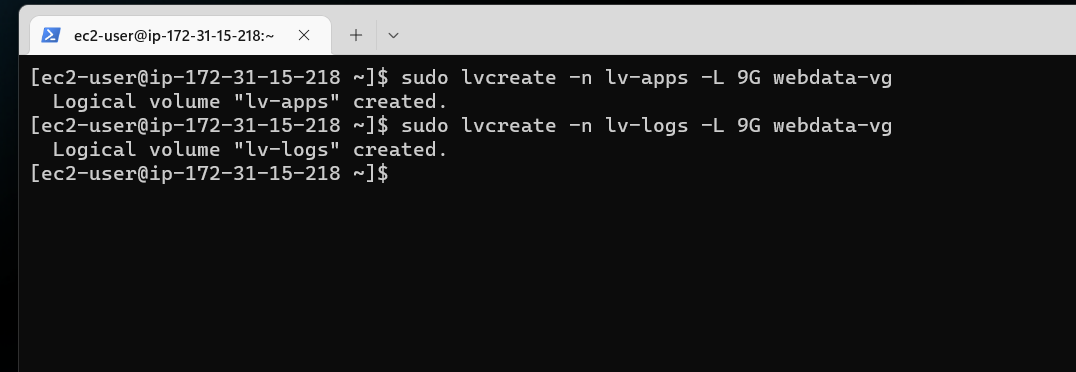 ec2-user@ip-172-31-15-218:~
[ec2-user@ip-172-31-15-218 ~]$ sudo lvcreate -n lv-apps -L 9G webdata-vg
  Logical volume "lv-apps" created.
[ec2-user@ip-172-31-15-218 ~]$ sudo lvcreate -n lv-logs -L 9G webdata-vg
  Logical volume "lv-logs" created.
[ec2-user@ip-172-31-15-218 ~]$